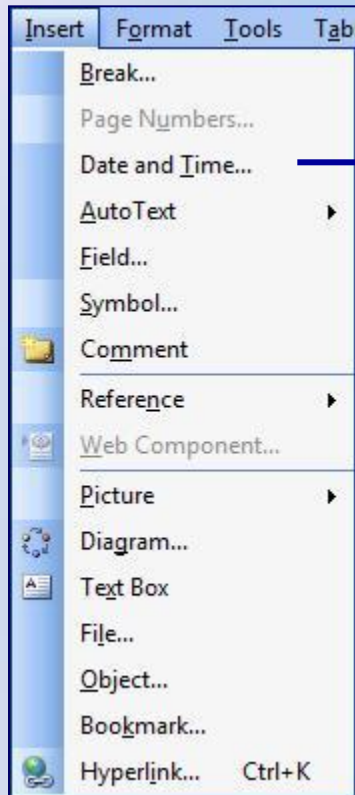 Insert Format Tools Tab
Break...
Page Numbers...
Date and Time...
AutoText
Field...
Symbol...
Comment
Reference
Web Component...
Picture
Diagram...
Text Box
File...
Object...
Bookmark...
Hyperlink... Ctrl+K